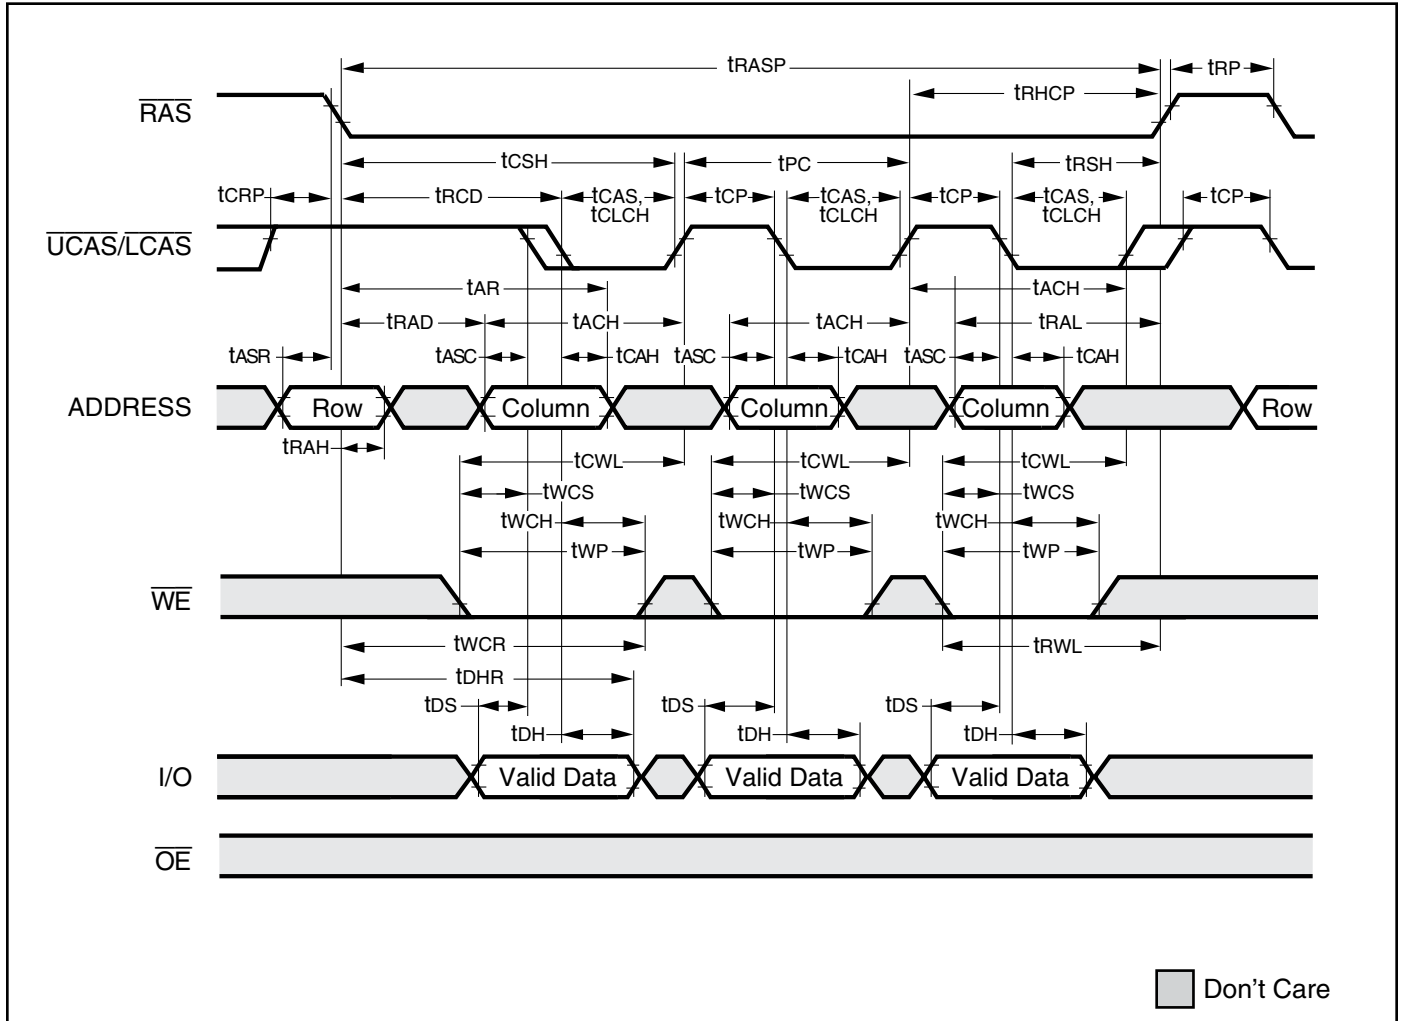 tRASP tRP
tRHCP
RAS
tCSH tPC tRSH
tCRP tRCD tCAS, tCLCH tCP tCAS, tCLCH tCP tCAS, tCLCH tCP
UCAS/LCAS
tAR tACH
tRAD tACH tACH tRAL
tASR tASC tCAH tASC tCAH tASC tCAH
ADDRESS Row Column Column Column Row
tRAH
tCWL tCWL tCWL
tWCS tWCS tWCS
tWCH tWCH tWCH
tWP tWP tWP
WE
tWCR tRWL
tDHR
tDS tDS tDS
tDH tDH tDH
I/O Valid Data Valid Data Valid Data
OE
Don't Care